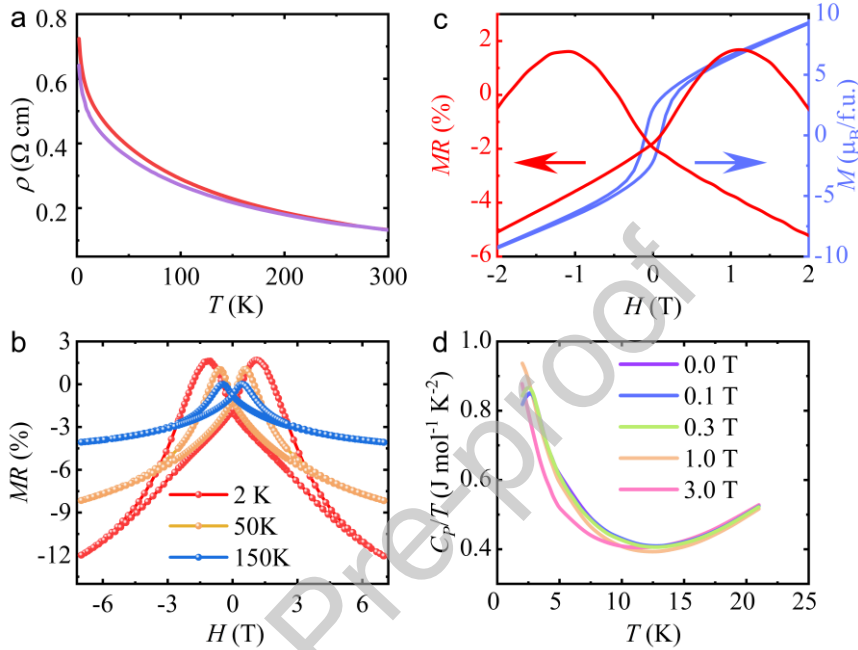 a
0.8
0.6
0.4
0.2
ρ (Ω cm)
0 100 200 300
T (K)
c
2
0
-2
-4
-6
MR (%)
10
5
0
-5
-10
M (μB/f.u.)
-2 -1 0 1 2
H (T)
b
3
0
-3
-6
-9
-12
MR (%)
2 K
50K
150K
-6 -3 0 3 6
H (T)
d
1.0
0.8
0.6
0.4
CP/T (J mol⁻¹ K⁻²)
0.0 T
0.1 T
0.3 T
1.0 T
3.0 T
0 5 10 15 20 25
T (K)
Pre-proof